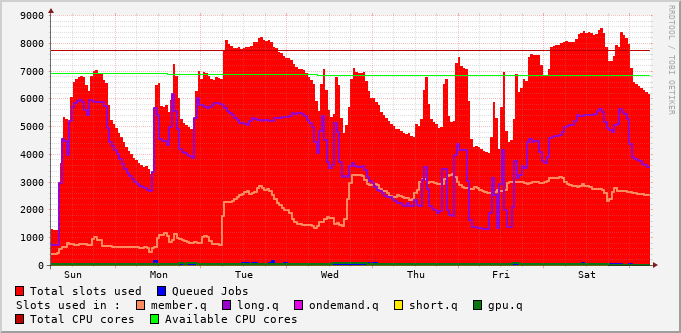 9000
8000
7000
6000
5000
4000
3000
2000
1000
0
Sun Mon Tue Wed Thu Fri Sat
RRDTOOL / TOBI OETIKER
Total slots used Queued Jobs
Slots used in : member.q long.q ondemand.q short.q gpu.q
Total CPU cores Available CPU cores